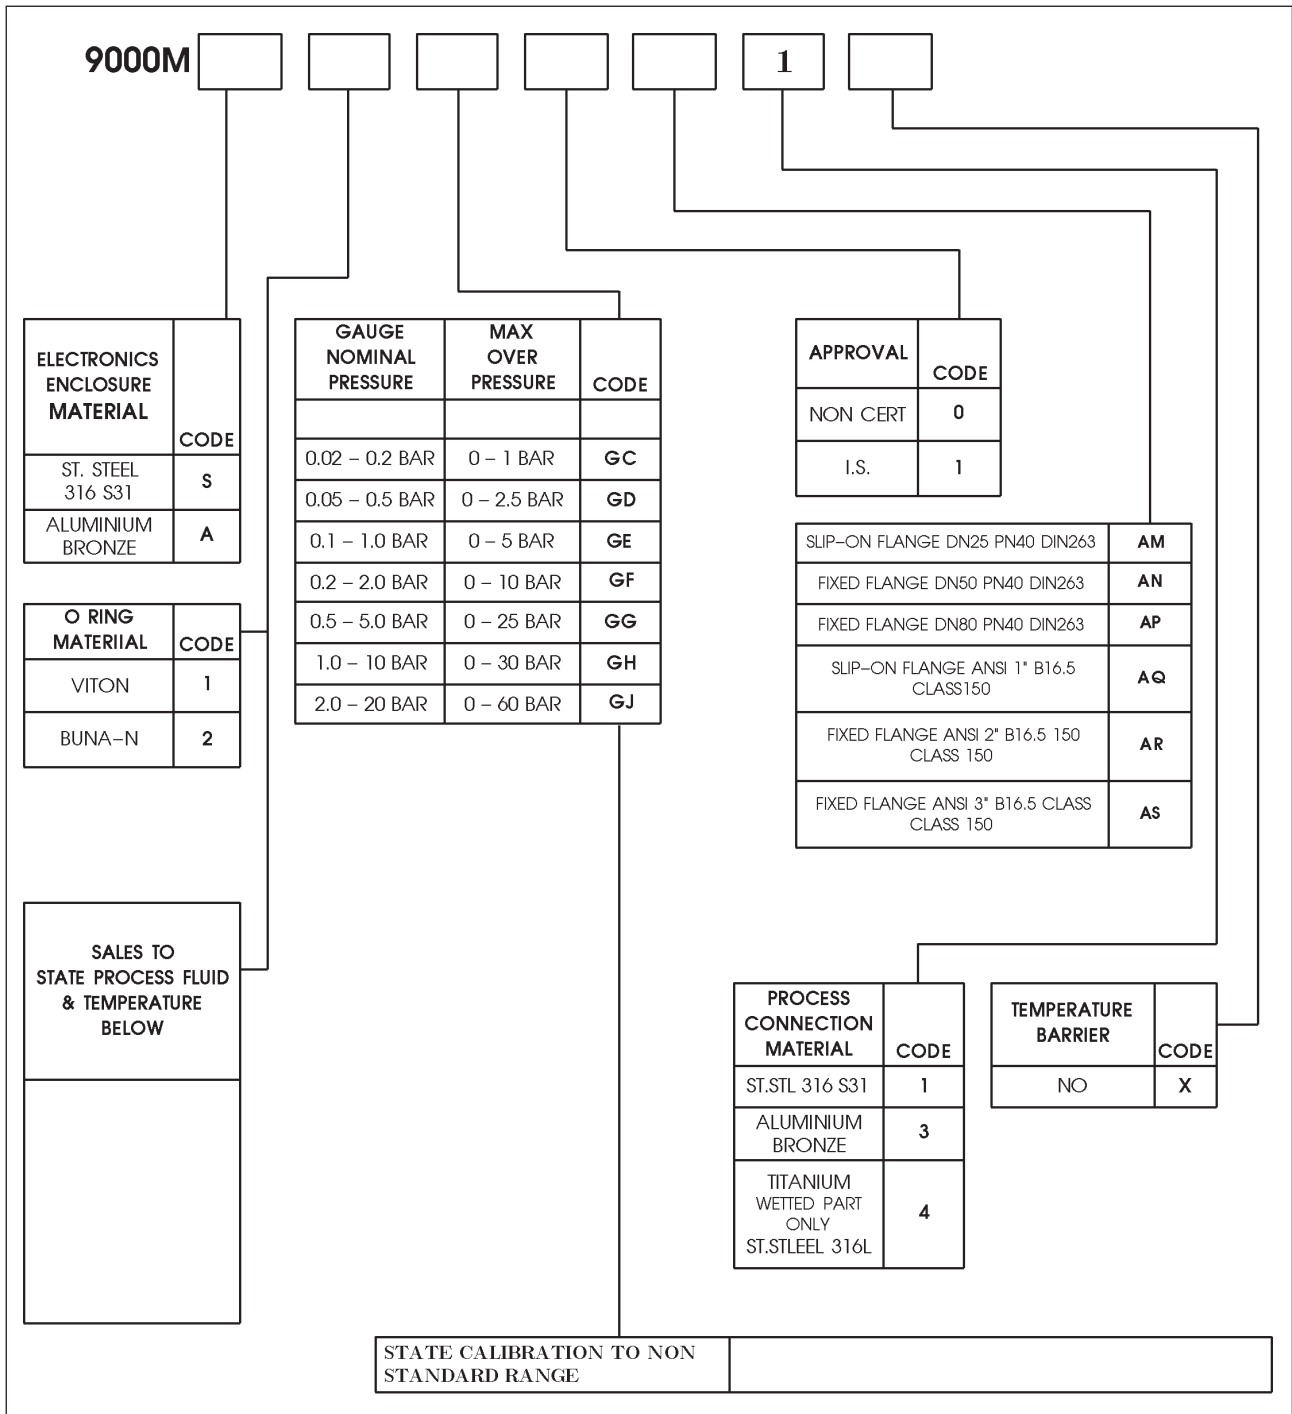 9000M
1
ELECTRONICS
ENCLOSURE
MATERIAL
CODE
ST. STEEL
316 S31
S
ALUMINIUM
BRONZE
A
O RING
MATERIIAL
CODE
VITON
1
BUNA-N
2
SALES TO
STATE PROCESS FLUID
& TEMPERATURE
BELOW
GAUGE
NOMINAL
PRESSURE
MAX
OVER
PRESSURE
CODE
0.02 – 0.2 BAR 0 – 1 BAR GC
0.05 – 0.5 BAR 0 – 2.5 BAR GD
0.1 – 1.0 BAR 0 – 5 BAR GE
0.2 – 2.0 BAR 0 – 10 BAR GF
0.5 – 5.0 BAR 0 – 25 BAR GG
1.0 – 10 BAR 0 – 30 BAR GH
2.0 – 20 BAR 0 – 60 BAR GJ
APPROVAL
CODE
NON CERT 0
I.S. 1
SLIP-ON FLANGE DN25 PN40 DIN263 AM
FIXED FLANGE DN50 PN40 DIN263 AN
FIXED FLANGE DN80 PN40 DIN263 AP
SLIP-ON FLANGE ANSI 1" B16.5
CLASS150
AQ
FIXED FLANGE ANSI 2" B16.5 150
CLASS 150
AR
FIXED FLANGE ANSI 3" B16.5 CLASS
CLASS 150
AS
PROCESS
CONNECTION
MATERIAL
CODE
ST.STL 316 S31 1
ALUMINIUM
BRONZE
3
TITANIUM
WETTED PART
ONLY
ST.STLEEL 316L
4
TEMPERATURE
BARRIER
CODE
NO X
STATE CALIBRATION TO NON
STANDARD RANGE